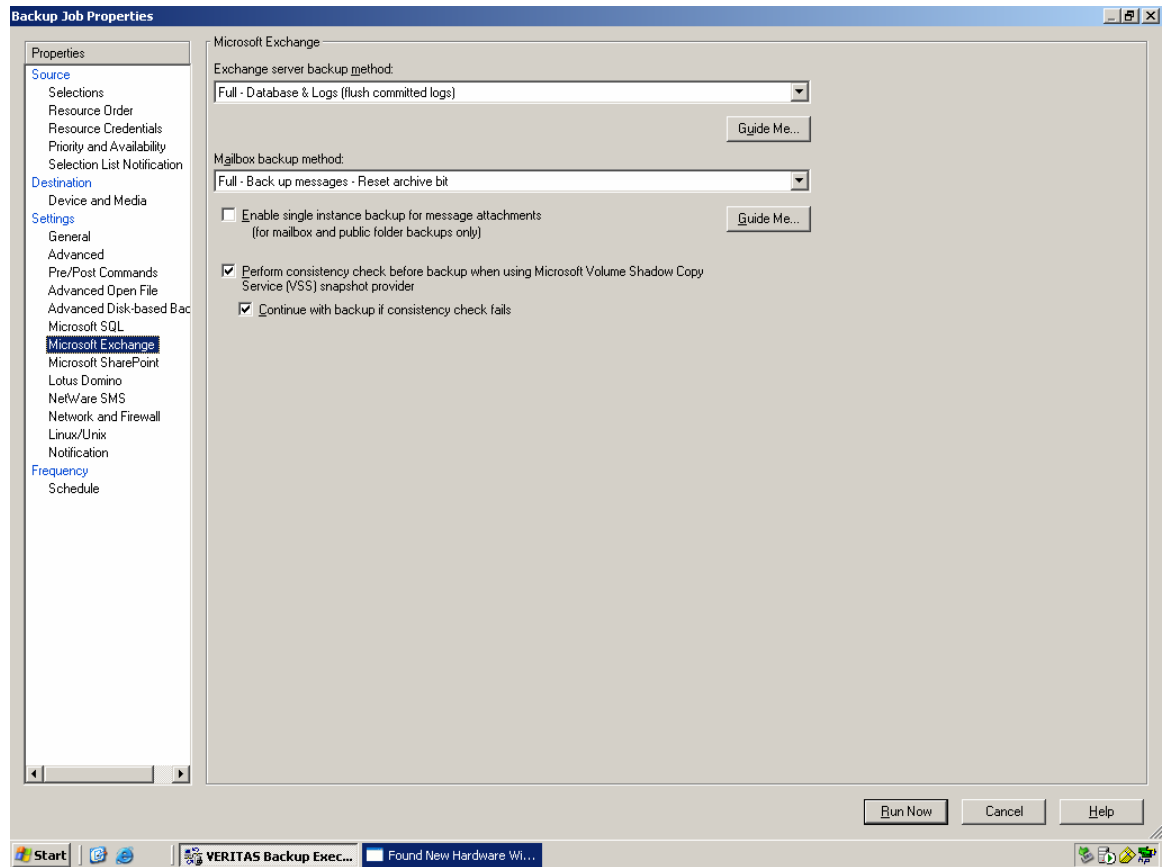 Backup Job Properties
Properties
Source
Selections
Resource Order
Resource Credentials
Priority and Availability
Selection List Notification
Destination
Device and Media
Settings
General
Advanced
Pre/Post Commands
Advanced Open File
Advanced Disk-based Bac
Microsoft SQL
Microsoft Exchange
Microsoft SharePoint
Lotus Domino
NetWare SMS
Network and Firewall
Linux/Unix
Notification
Frequency
Schedule
Microsoft Exchange
Exchange server backup method:
Full - Database & Logs (flush committed logs)
Guide Me...
Mailbox backup method:
Full - Back up messages - Reset archive bit
Enable single instance backup for message attachments
(for mailbox and public folder backups only)
Guide Me...
Perform consistency check before backup when using Microsoft Volume Shadow Copy
Service (VSS) snapshot provider
Continue with backup if consistency check fails
Run Now
Cancel
Help
Start
VERITAS Backup Exec...
Found New Hardware Wi...